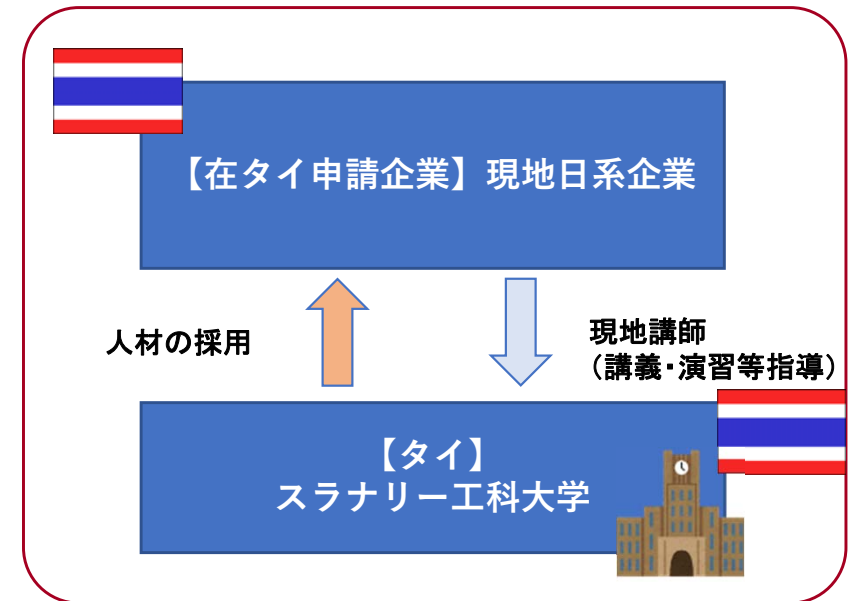 【在タイ申請企業】現地日系企業
人材の採用
現地講師
（講義・演習等指導）
【タイ】
スラナリー工科大学